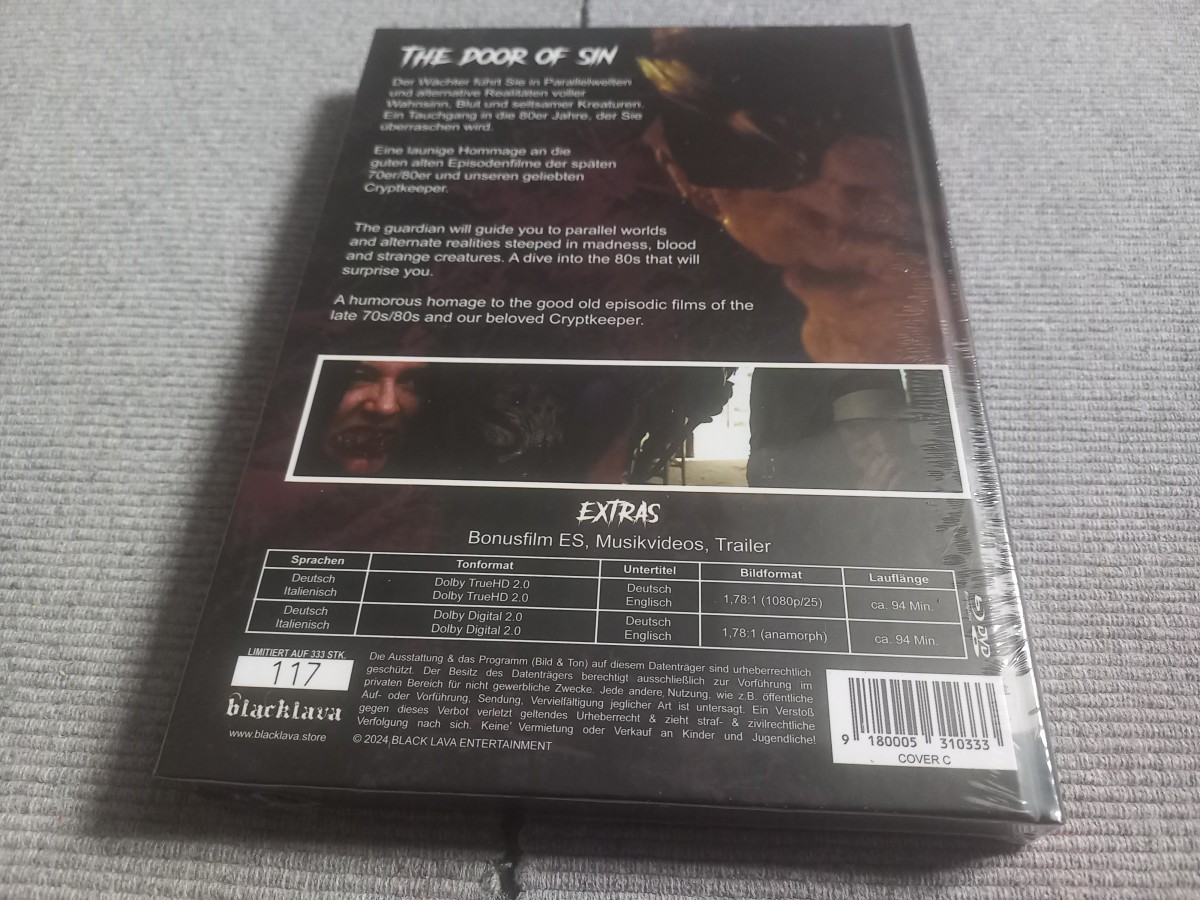 THE DOOR OF SIN
Der Wächter führt Sie in Parallelwelten
und alternative Realitäten voller
Wahnsinn, Blut und seltsamer Kreaturen.
Ein Tauchgang in die 80er Jahre, der Sie
überraschen wird.
Eine launige Hommage an die
guten alten Episodenfilme der späten
70er/80er und unseren geliebten
Cryptkeeper.
The guardian will guide you to parallel worlds
and alternate realities steeped in madness, blood
and strange creatures. A dive into the 80s that will
surprise you.
A humorous homage to the good old episodic films of the
late 70s/80s and our beloved Cryptkeeper.
EXTRAS
Bonusfilm ES, Musikvideos, Trailer
Sprachen Tonformat Untertitel Bildformat Lauflänge
Deutsch Dolby TrueHD 2.0 Deutsch 1,78:1 (1080p/25) ca. 94 Min.
Italienisch Dolby TrueHD 2.0 Englisch
Deutsch Dolby Digital 2.0 Deutsch 1,78:1 (anamorph) ca. 94 Min.
Italienisch Dolby Digital 2.0 Englisch
DVD
LIMITIERT AUF 333 STK.
117
blacklava
www.blacklava.store
Die Ausstattung & das Programm (Bild & Ton) auf diesem Datenträger sind urheberrechtlich
geschützt. Der Besitz des Datenträgers berechtigt ausschließlich zur Vorführung im
privaten Bereich für nicht gewerbliche Zwecke. Jede andere Nutzung, wie z.B. öffentliche
Auf- oder Vorführung, Sendung, Vervielfältigung jeglicher Art ist untersagt. Ein Verstoß
gegen dieses Verbot verletzt geltendes Urheberrecht & zieht straf- & zivilrechtliche
Verfolgung nach sich. Keine Vermietung oder Verkauf an Kinder und Jugendliche!
© 2024 BLACK LAVA ENTERTAINMENT
9 180005 310333
COVER C